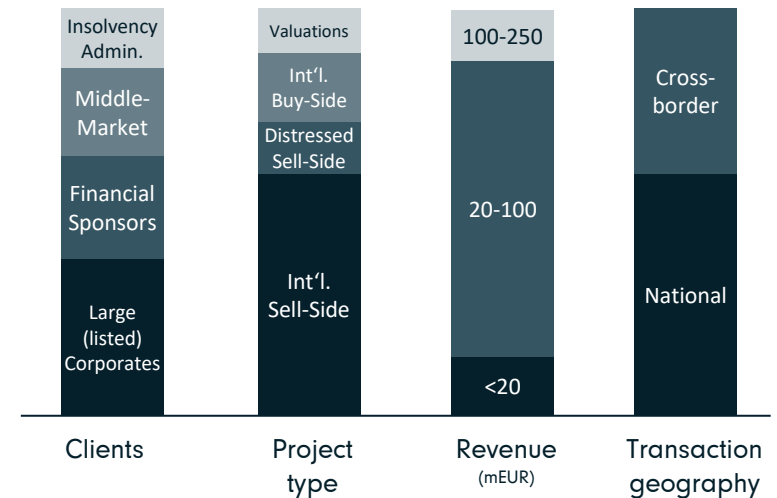 Insolvency
Admin.
Middle-
Market
Financial
Sponsors
Large
(listed)
Corporates
Clients
Valuations
Int‘l.
Buy-Side
Distressed
Sell-Side
Int‘l.
Sell-Side
Project
type
100-250
20-100
<20
Revenue
(mEUR)
Cross-
border
National
Transaction
geography